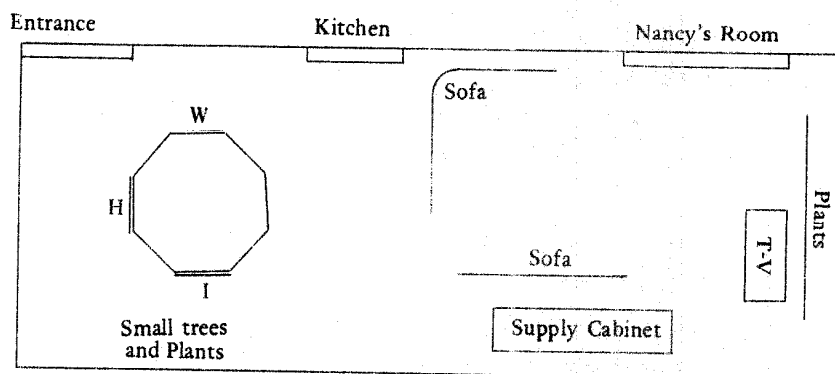 Entrance
Kitchen
Nancy's Room
Sofa
W
H
I
Plants
T-V
Sofa
Small trees
and Plants
Supply Cabinet